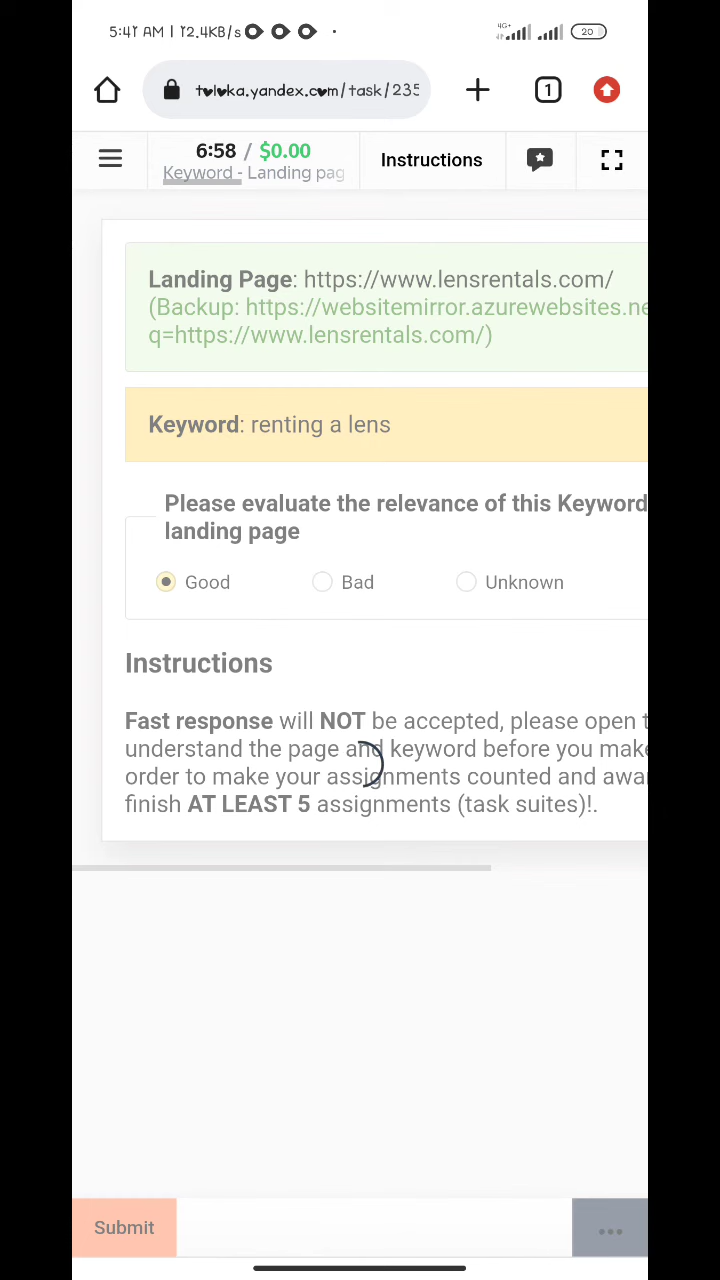 5:41 AM | 12.4KB/s
4G+
20
toloka.yandex.com/task/235
1
6:58 / $0.00
Instructions
Keyword - Landing pag
Landing Page: https://www.lensrentals.com/
(Backup: https://websitemirror.azurewebsites.ne
q=https://www.lensrentals.com/)
Keyword: renting a lens
Please evaluate the relevance of this Keyword
landing page
Good Bad Unknown
Instructions
Fast response will NOT be accepted, please open t
understand the page and keyword before you make
order to make your assignments counted and awa
finish AT LEAST 5 assignments (task suites)!.
Submit